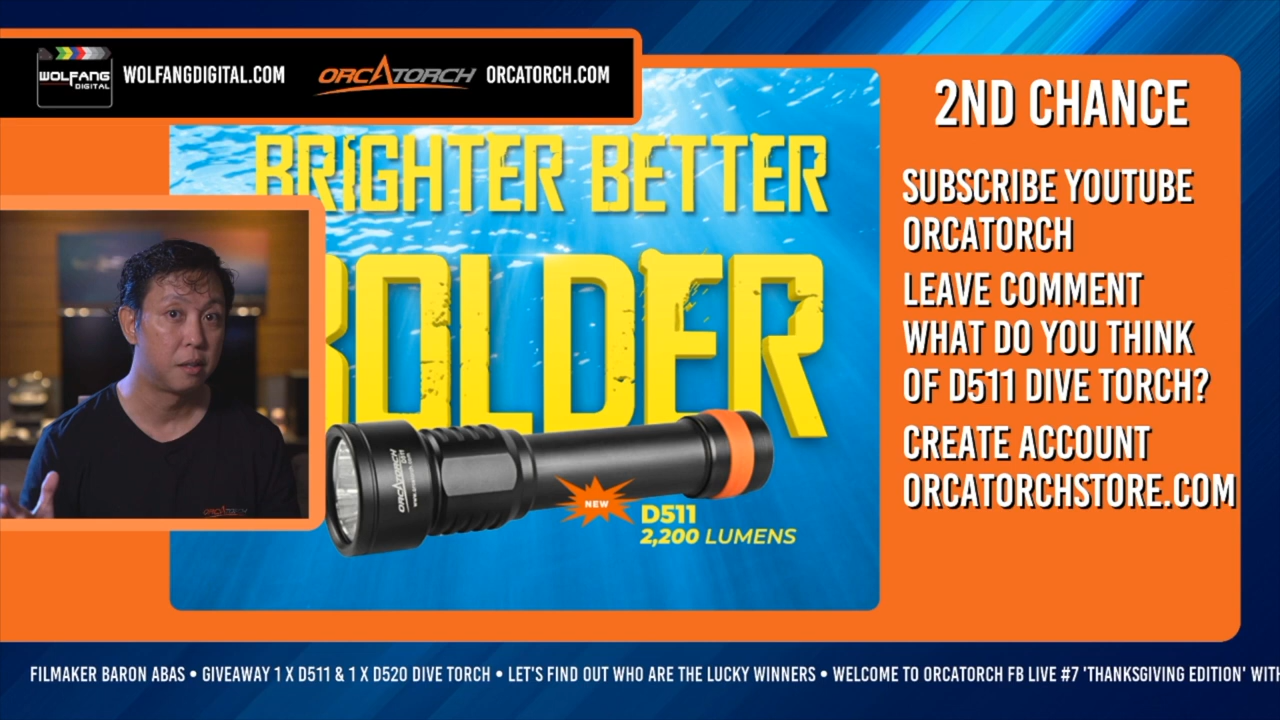 WOLFANG
DIGITAL
WOLFANGDIGITAL.COM
ORCATORCH
ORCATORCH.COM
BRIGHTER BETTER
BOLDER
ORCATORCH
D511
NEW
D511
2,200 LUMENS
ORCATORCH
2ND CHANCE
SUBSCRIBE YOUTUBE
ORCATORCH
LEAVE COMMENT
WHAT DO YOU THINK
OF D511 DIVE TORCH?
CREATE ACCOUNT
ORCATORCHSTORE.COM
FILMAKER BARON ABAS • GIVEAWAY 1 X D511 & 1 X D520 DIVE TORCH • LET'S FIND OUT WHO ARE THE LUCKY WINNERS • WELCOME TO ORCATORCH FB LIVE #7 'THANKSGIVING EDITION' WITH